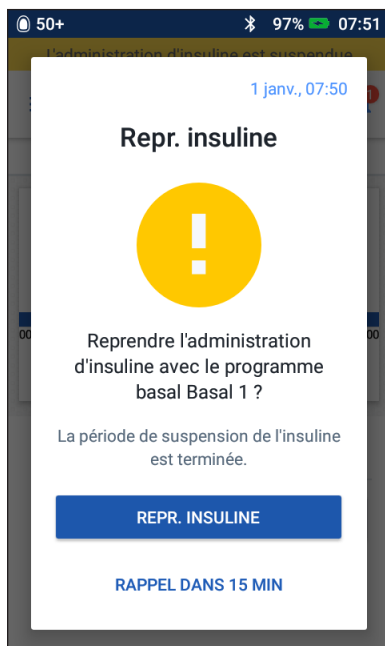 50+
97%
07:51
L'administration d'insuline est suspendue
1 janv., 07:50
Repr. insuline
Reprendre l'administration
d'insuline avec le programme
basal Basal 1 ?
La période de suspension de l'insuline
est terminée.
REPR. INSULINE
RAPPEL DANS 15 MIN